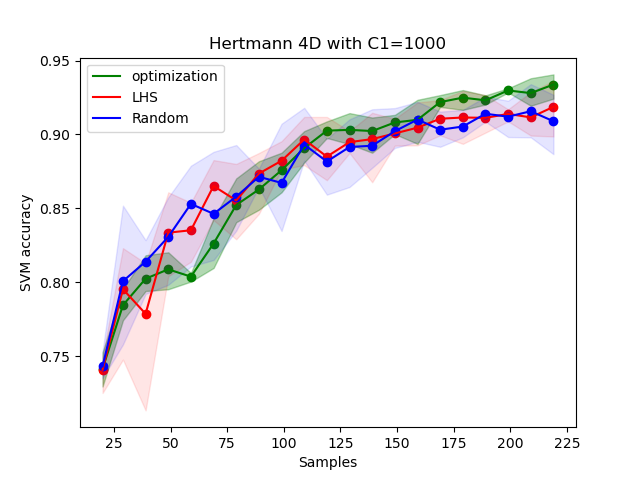 Hertmann 4D with C1=1000
optimization
LHS
Random
SVM accuracy
0.95
0.90
0.85
0.80
0.75
25 50 75 100 125 150 175 200 225
Samples